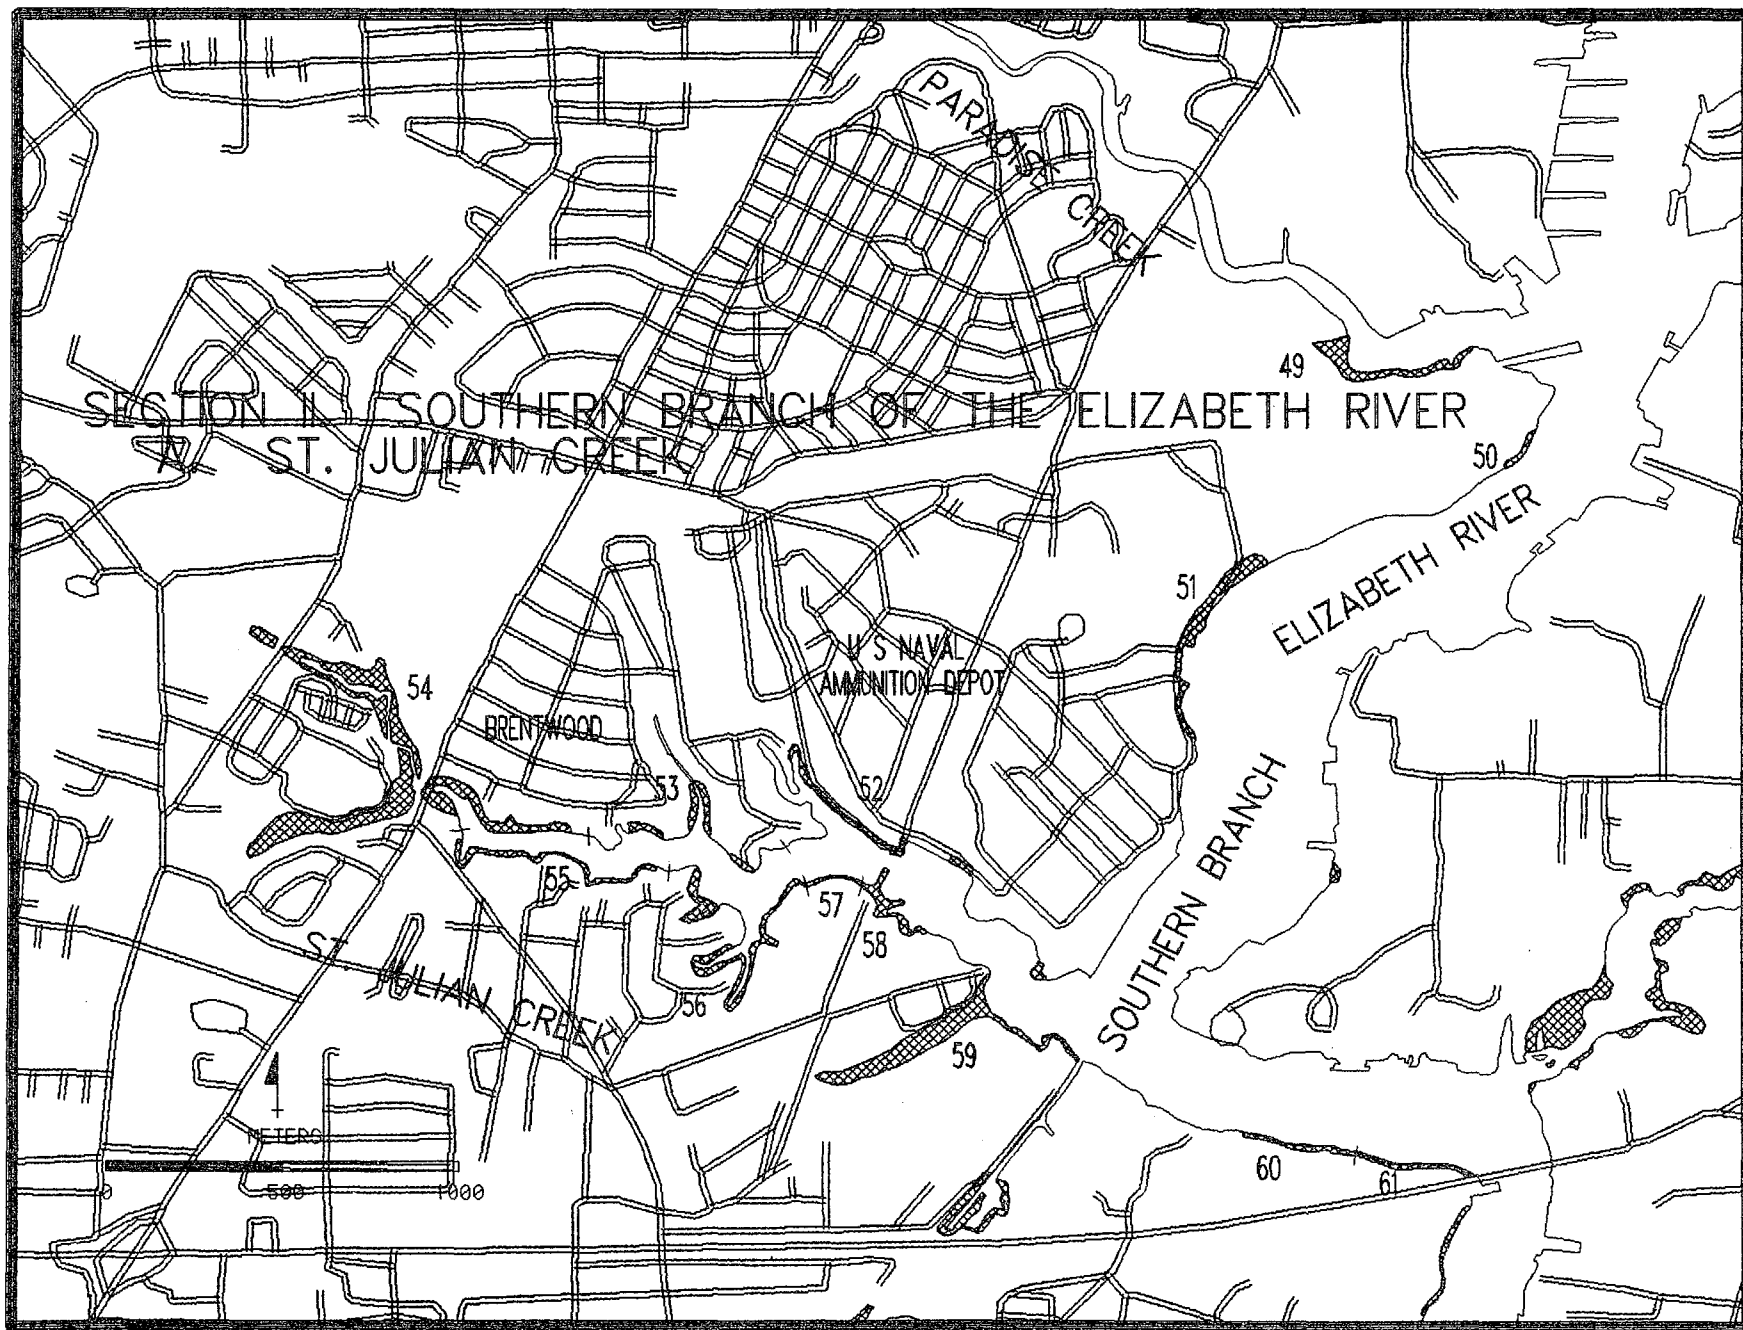 PARADISE CREEK
49
SECTION II. SOUTHERN BRANCH OF THE ELIZABETH RIVER
A. ST. JULIAN CREEK
50
ELIZABETH RIVER
51
U S NAVAL
AMMUNITION DEPOT
54
BRENTWOOD
53
52
SOUTHERN BRANCH
55
57
58
ST. JULIAN CREEK
56
59
METERS
0 500 1000
60
61